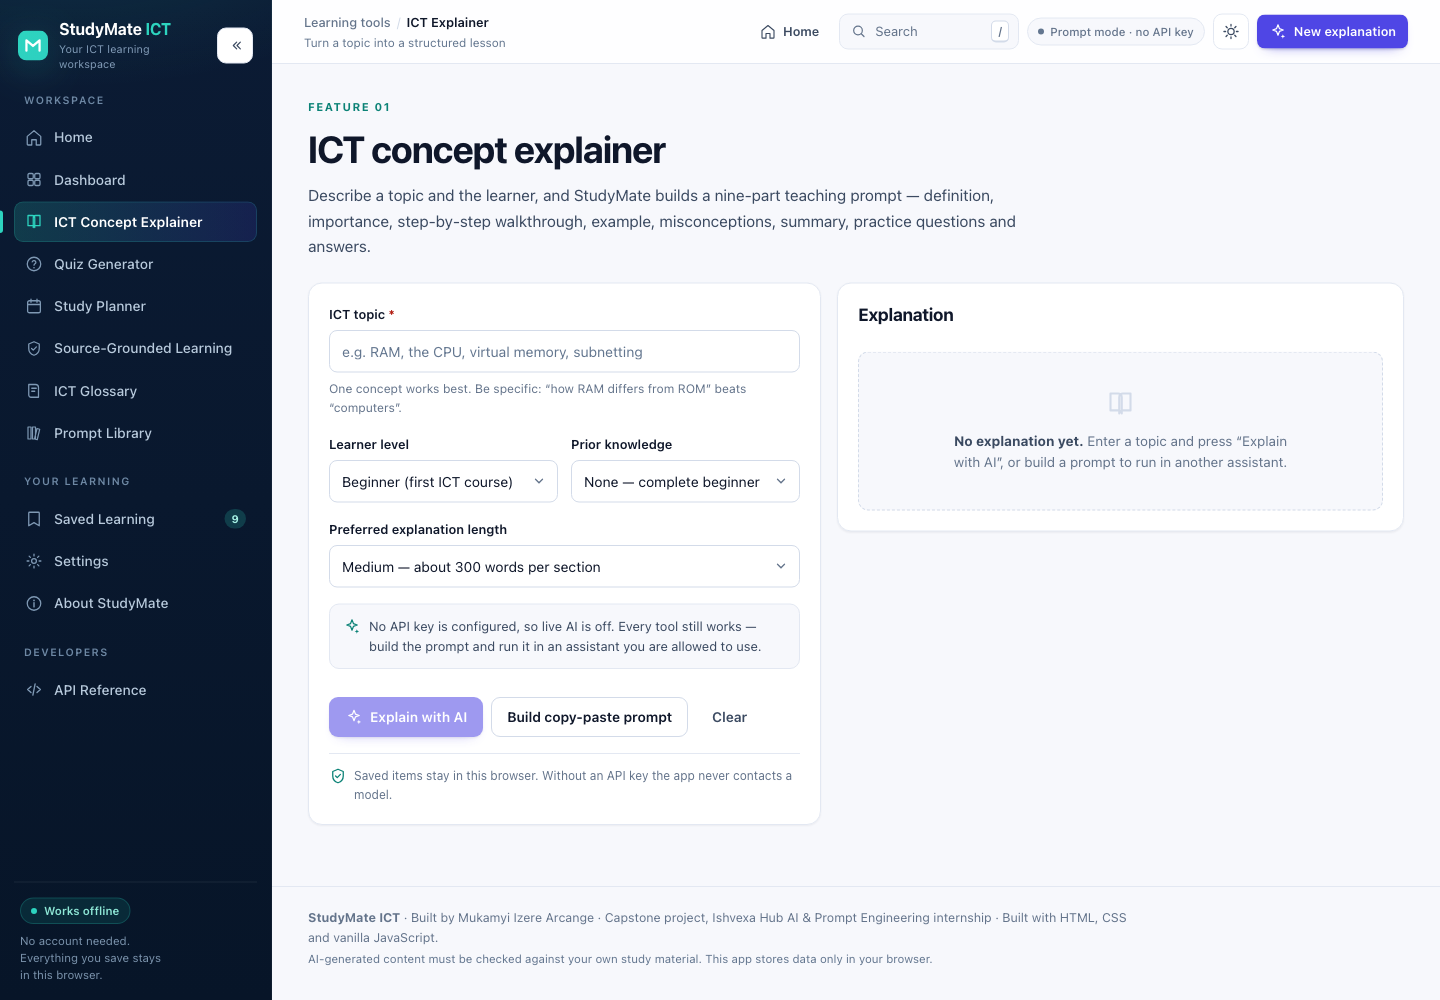 StudyMate ICT
Your ICT learning
workspace
WORKSPACE
Home
Dashboard
ICT Concept Explainer
Quiz Generator
Study Planner
Source-Grounded Learning
ICT Glossary
Prompt Library
YOUR LEARNING
Saved Learning
9
Settings
About StudyMate
DEVELOPERS
API Reference
Works offline
No account needed.
Everything you save stays
in this browser.
Learning tools / ICT Explainer
Turn a topic into a structured lesson
Home
Search
/
Prompt mode · no API key
New explanation
FEATURE 01
ICT concept explainer
Describe a topic and the learner, and StudyMate builds a nine-part teaching prompt — definition,
importance, step-by-step walkthrough, example, misconceptions, summary, practice questions and
answers.
ICT topic *
e.g. RAM, the CPU, virtual memory, subnetting
One concept works best. Be specific: “how RAM differs from ROM” beats
“computers”.
Learner level
Beginner (first ICT course)
Prior knowledge
None — complete beginner
Preferred explanation length
Medium — about 300 words per section
No API key is configured, so live AI is off. Every tool still works —
build the prompt and run it in an assistant you are allowed to use.
Explain with AI
Build copy-paste prompt
Clear
Saved items stay in this browser. Without an API key the app never contacts a
model.
Explanation
No explanation yet. Enter a topic and press “Explain
with AI”, or build a prompt to run in another assistant.
StudyMate ICT · Built by Mukamyi Izere Arcange · Capstone project, Ishvexa Hub AI & Prompt Engineering internship · Built with HTML, CSS
and vanilla JavaScript.
AI-generated content must be checked against your own study material. This app stores data only in your browser.